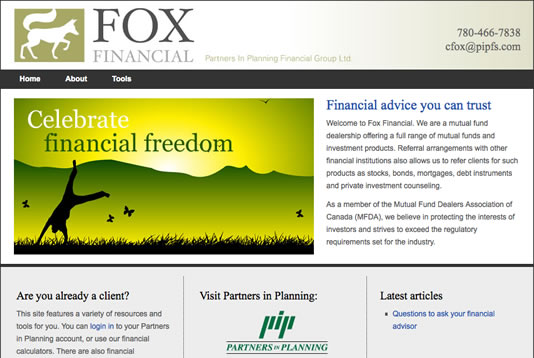 FOX
FINANCIAL
Partners In Planning Financial Group Ltd.
780-466-7838
cfox@pipfs.com
Home
About
Tools
Celebrate
financial freedom
Financial advice you can trust
Welcome to Fox Financial. We are a mutual fund
dealership offering a full range of mutual funds and
investment products. Referral arrangements with other
financial institutions also allows us to refer clients for such
products as stocks, bonds, mortgages, debt instruments
and private investment counseling.
As a member of the Mutual Fund Dealers Association of
Canada (MFDA), we believe in protecting the interests of
investors and strives to exceed the regulatory
requirements set for the industry.
Are you already a client?
This site features a variety of resources and
tools for you. You can login in to your Partners
in Planning account, or use our financial
calculators. There are also financial
Visit Partners in Planning:
pip
PARTNERS IN PLANNING
Latest articles
Questions to ask your financial
advisor